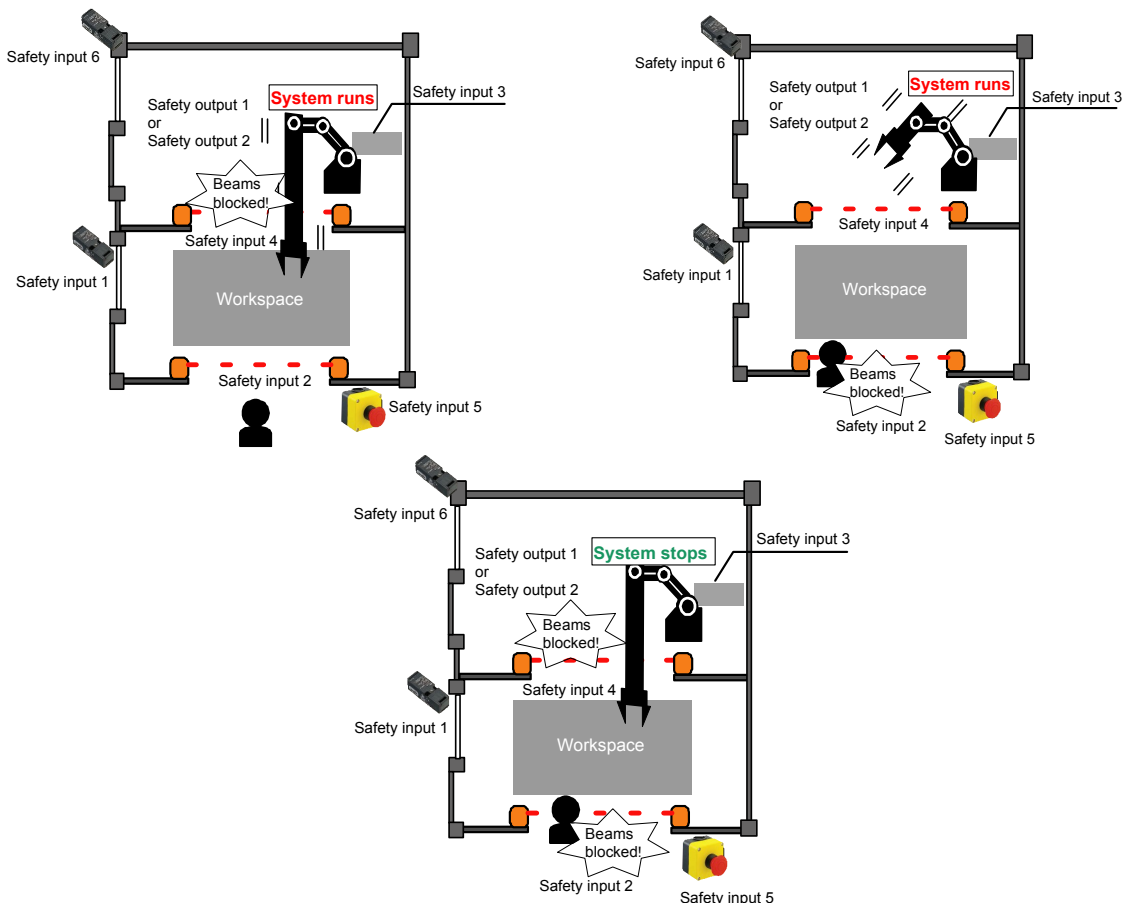 Safety input 6
System runs
Safety input 3
Safety output 1
or
Safety output 2
Beams
blocked!
Safety input 4
Safety input 1
Workspace
Safety input 2
Safety input 5
Safety input 6
System runs
Safety input 3
Safety output 1
or
Safety output 2
Safety input 4
Safety input 1
Workspace
Beams
blocked!
Safety input 2
Safety input 5
Safety input 6
System stops
Safety input 3
Safety output 1
or
Safety output 2
Beams
blocked!
Safety input 4
Safety input 1
Workspace
Beams
blocked!
Safety input 2
Safety input 5